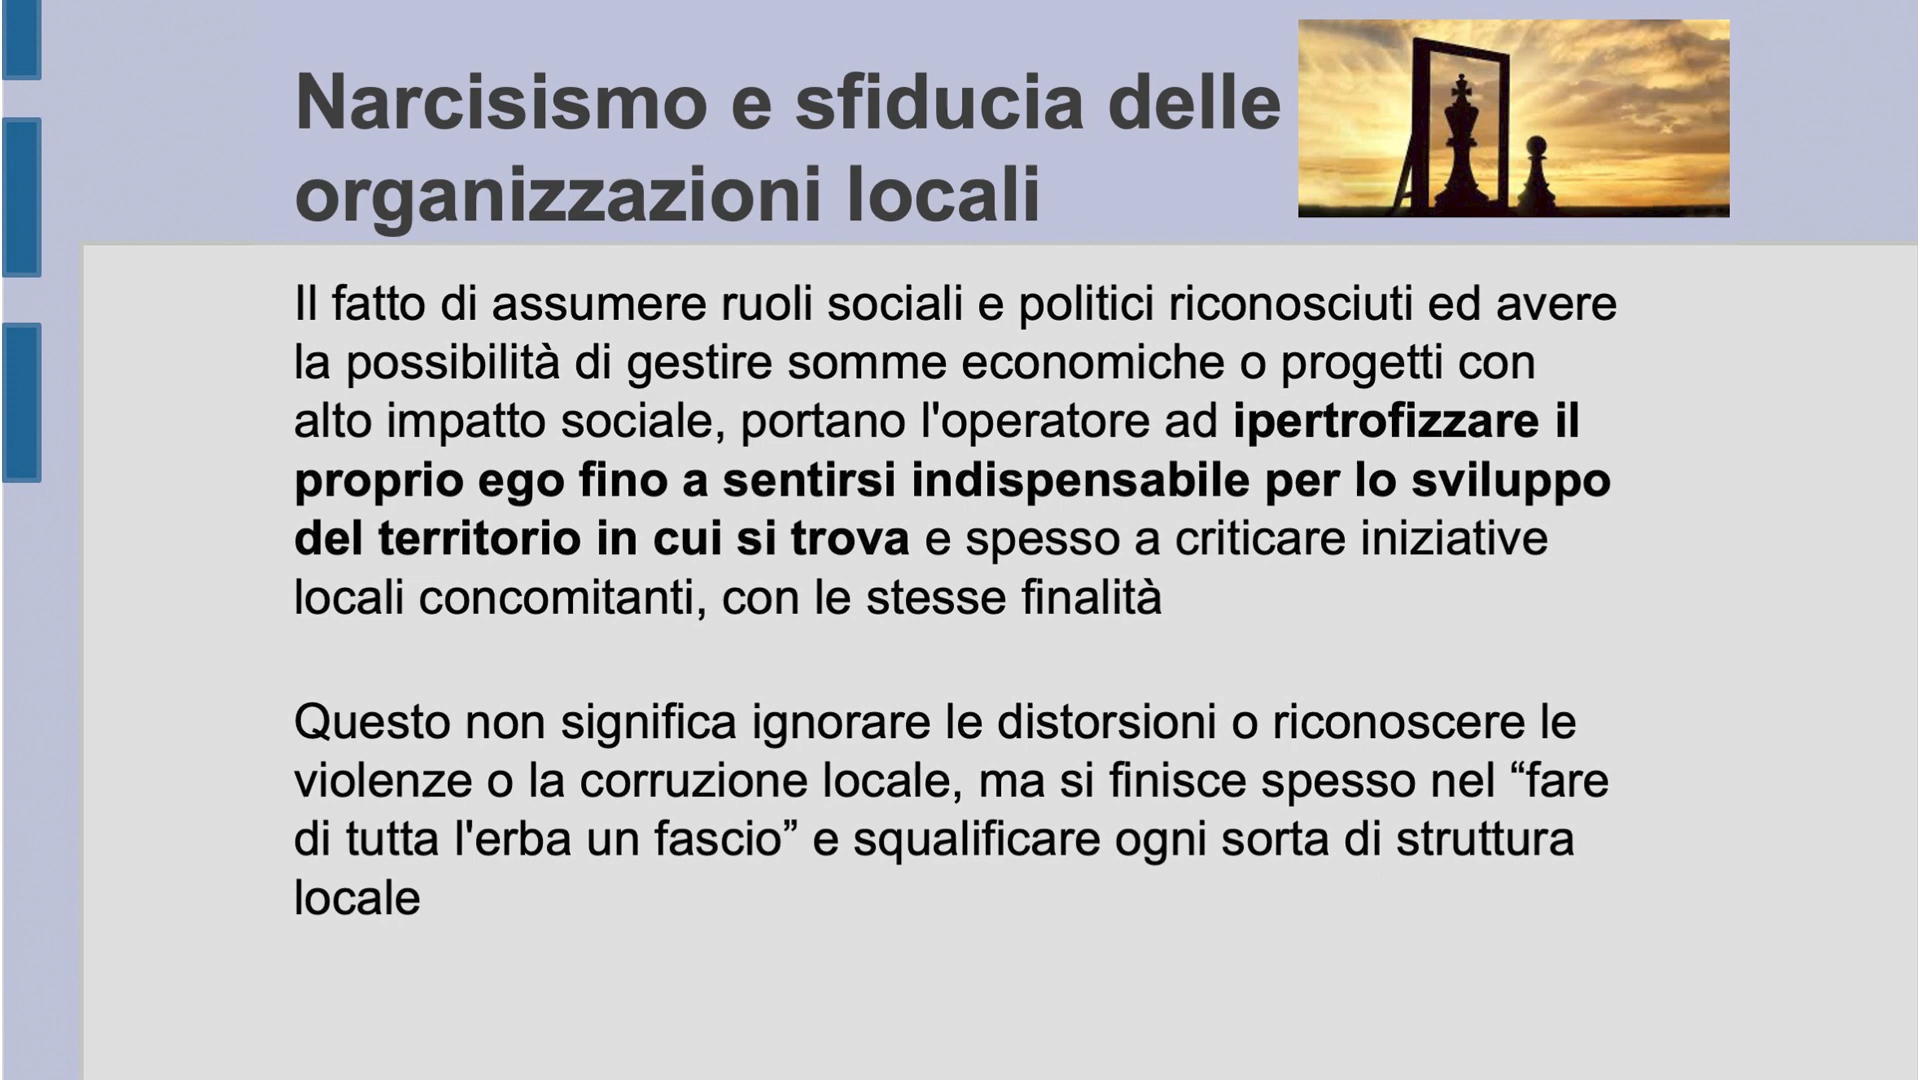 Narcisismo e sfiducia delle
organizzazioni locali
Il fatto di assumere ruoli sociali e politici riconosciuti ed avere
la possibilità di gestire somme economiche o progetti con
alto impatto sociale, portano l'operatore ad ipertrofizzare il
proprio ego fino a sentirsi indispensabile per lo sviluppo
del territorio in cui si trova e spesso a criticare iniziative
locali concomitanti, con le stesse finalità
Questo non significa ignorare le distorsioni o riconoscere le
violenze o la corruzione locale, ma si finisce spesso nel “fare
di tutta l'erba un fascio” e squalificare ogni sorta di struttura
locale